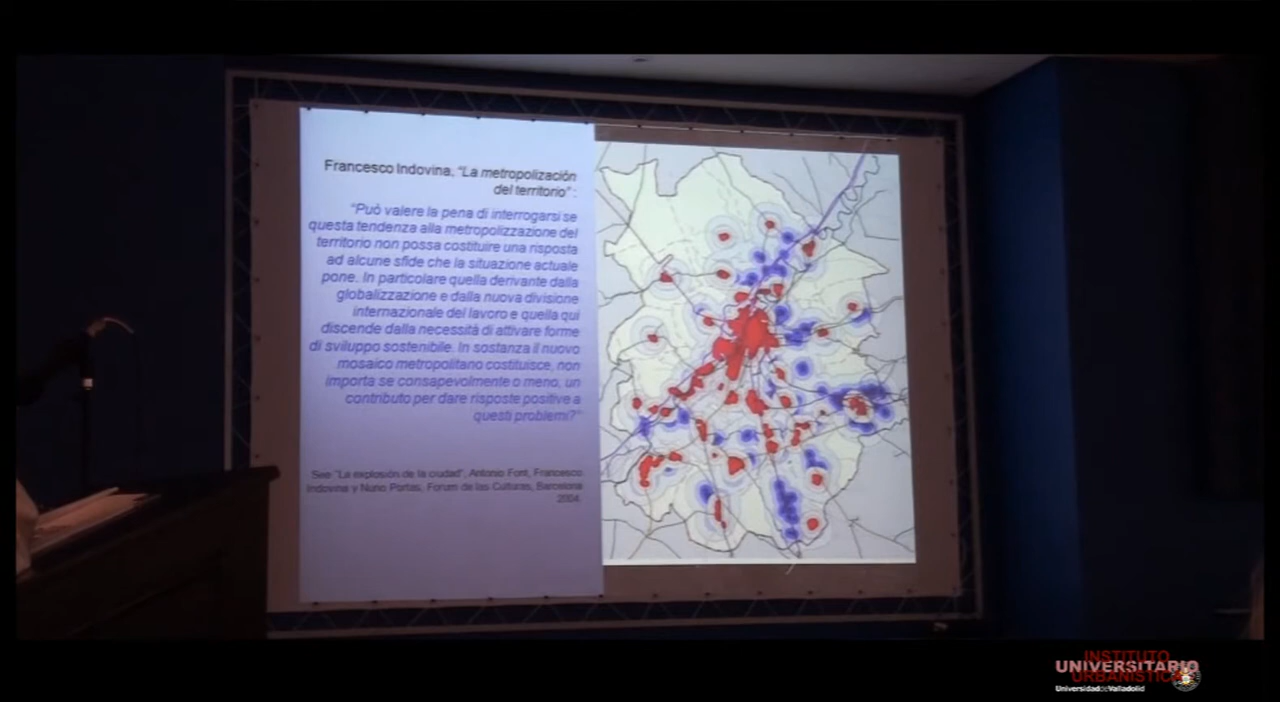 Francesco Indovina, "La metropolización
del territorio" :
"Può valere la pena di interrogarsi se
questa tendenza alla metropolizzazione del
territorio non possa costituire una risposta
ad alcune sfide che la situazione actuale
pone. In particolare quella derivante dalla
globalizzazione e dalla nuova divisione
internazionale del lavoro e quella qui
discende dalla necessità di attivare forme
di sviluppo sostenibile. In sostanza il nuovo
mosaico metropolitano costituisce, non
importa se consapevolmente o meno, un
contributo per dare risposte positive a
questi problemi?"
See "La explosión de la ciudad", Antonio Font, Francesco
Indovina y Nuno Portas, Forum de las Culturas, Barcelona
2004.
INSTITUTO
UNIVERSITARIO
URBANÍSTICA
Universidad de Valladolid